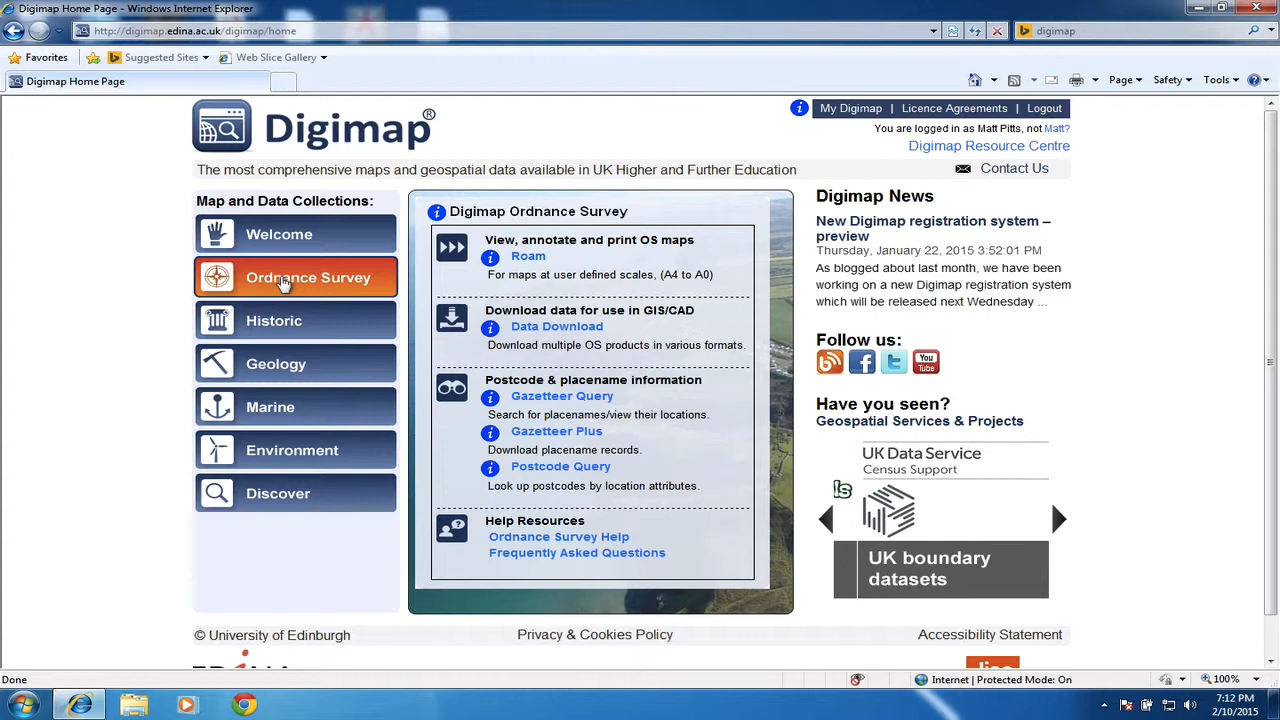 Digimap Home Page - Windows Internet Explorer
http://digimap.edina.ac.uk/digimap/home
digimap
Favorites
Suggested Sites
Web Slice Gallery
Digimap Home Page
Page
Safety
Tools
My Digimap | Licence Agreements | Logout
You are logged in as Matt Pitts, not Matt?
Digimap®
Digimap Resource Centre
The most comprehensive maps and geospatial data available in UK Higher and Further Education
Contact Us
Map and Data Collections:
Welcome
Ordnance Survey
Historic
Geology
Marine
Environment
Discover
Digimap Ordnance Survey
View, annotate and print OS maps
Roam
For maps at user defined scales, (A4 to A0)
Download data for use in GIS/CAD
Data Download
Download multiple OS products in various formats.
Postcode & placename information
Gazetteer Query
Search for placenames/view their locations.
Gazetteer Plus
Download placename records.
Postcode Query
Look up postcodes by location attributes.
Help Resources
Ordnance Survey Help
Frequently Asked Questions
Digimap News
New Digimap registration system –
preview
Thursday, January 22, 2015 3:52:01 PM
As blogged about last month, we have been
working on a new Digimap registration system
which will be released next Wednesday ...
Follow us:
You
Tube
Have you seen?
Geospatial Services & Projects
UK Data Service
Census Support
ls
UK boundary
datasets
© University of Edinburgh
Privacy & Cookies Policy
Accessibility Statement
Done
Internet | Protected Mode: On
100%
7:12 PM
2/10/2015